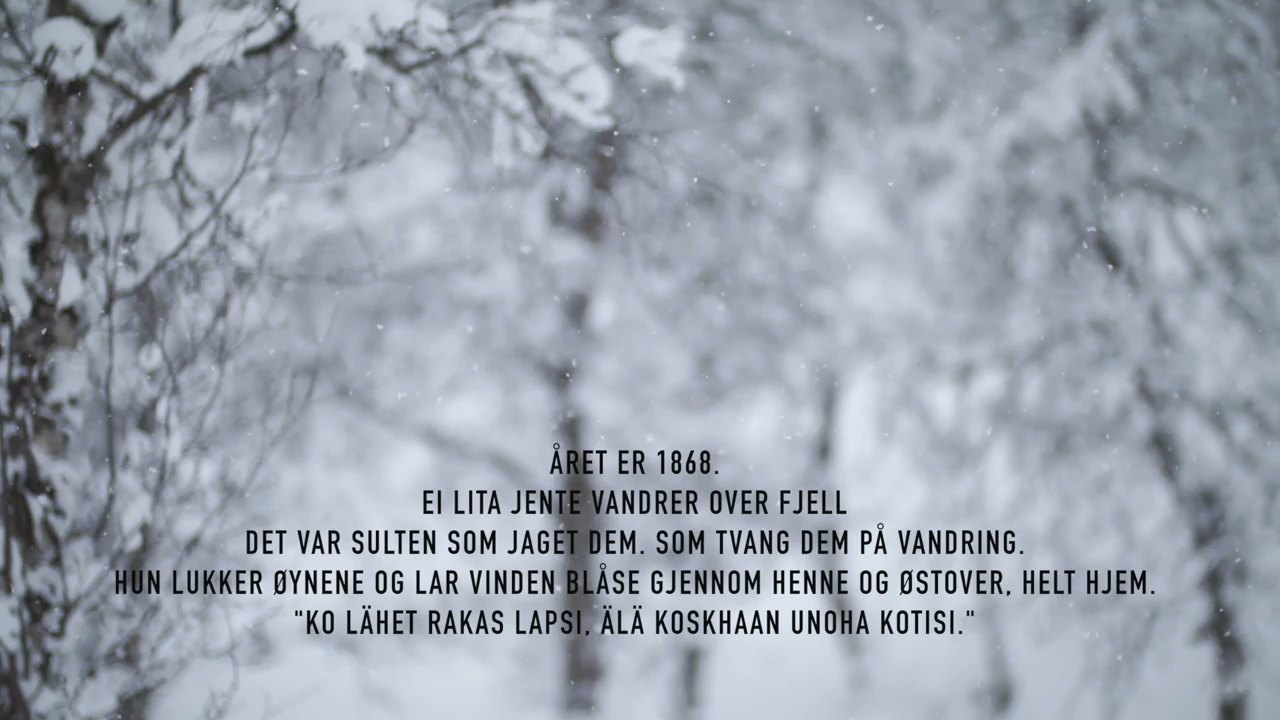 ÅRET ER 1868.
EI LITA JENTE VANDRER OVER FJELL
DET VAR SULTEN SOM JAGET DEM. SOM TVANG DEM PÅ VANDRING.
HUN LUKKER ØYNENE OG LAR VINDEN BLÅSE GJENNOM HENNE OG ØSTOVER, HELT HJEM.
"KO LÄHET RAKAS LAPSI, ÄLÄ KOSKHAAN UNOHA KOTISI."